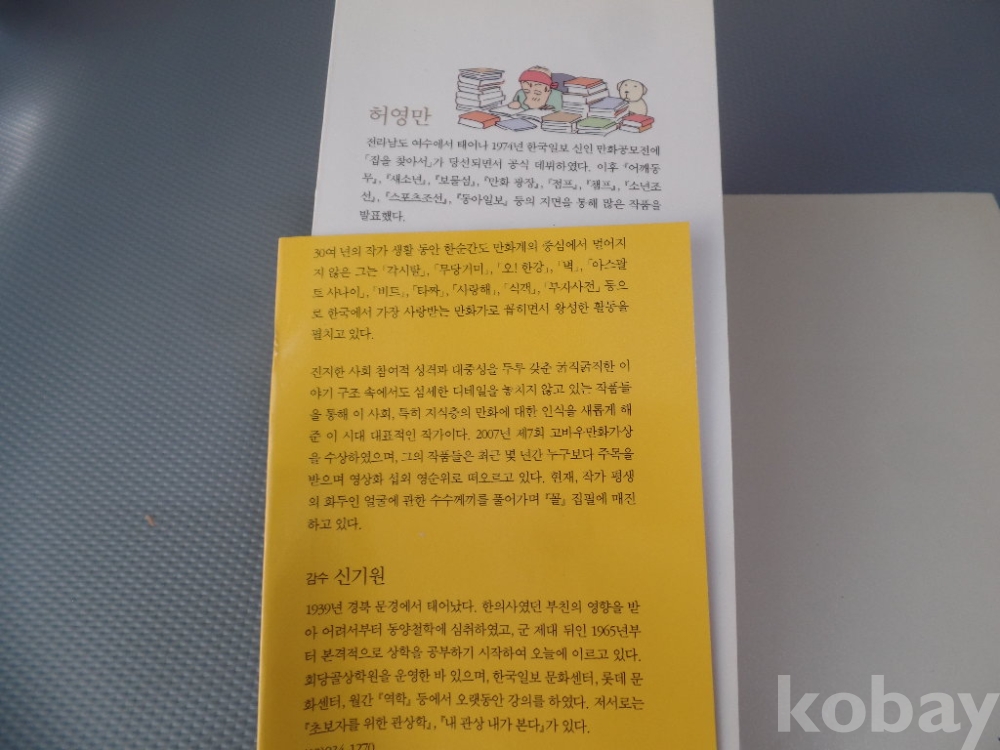 허영만
전라남도 여수에서 태어나 1974년 한국일보 신인 만화공모전에
「집을 찾아서」가 당선되면서 공식 데뷔하였다. 이후 『어깨동
무』, 『새소년』, 『보물섬』, 『만화 광장』, 『점프』, 『챔프』, 『소년조
선』, 『스포츠조선』, 『동아일보』 등의 지면을 통해 많은 작품을
발표했다.
30여 년의 작가 생활 동안 한순간도 만화계의 중심에서 멀어지
지 않은 그는 「각시탈」, 「무당거미」, 「오! 한강」, 「벽」, 「아스팔
트 사나이」, 「비트」, 「타짜」, 「사랑해」, 「식객」, 「부자사전」 등으
로 한국에서 가장 사랑받는 만화가로 꼽히면서 왕성한 활동을
펼치고 있다.
진지한 사회 참여적 성격과 대중성을 두루 갖춘 굵직굵직한 이
야기 구조 속에서도 섬세한 디테일을 놓치지 않고 있는 작품들
을 통해 이 사회, 특히 지식층의 만화에 대한 인식을 새롭게 해
준 이 시대 대표적인 작가이다. 2007년 제7회 고바우만화가상
을 수상하였으며, 그의 작품들은 최근 몇 년간 누구보다 주목을
받으며 영상화 섭외 영순위로 떠오르고 있다. 현재, 작가 평생
의 화두인 얼굴에 관한 수수께끼를 풀어가며 『꼴』 집필에 매진
하고 있다.
감수 신기원
1939년 경북 문경에서 태어났다. 한의사였던 부친의 영향을 받
아 어려서부터 동양철학에 심취하였고, 군 제대 뒤인 1965년부
터 본격적으로 상학을 공부하기 시작하여 오늘에 이르고 있다.
회당골상학원을 운영한 바 있으며, 한국일보 문화센터, 롯데 문
화센터, 월간 『역학』 등에서 오랫동안 강의를 하였다. 저서로는
『초보자를 위한 관상학』, 『내 관상 내가 본다』가 있다.
kobay